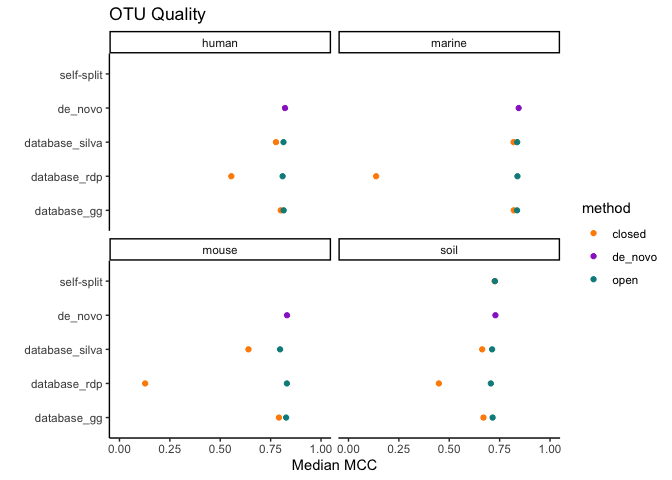 OTU Quality
human
marine
self-split
de_novo
database_silva
database_rdp
database_gg
mouse
soil
self-split
de_novo
database_silva
database_rdp
database_gg
0.00 0.25 0.50 0.75 1.00 0.00 0.25 0.50 0.75 1.00
Median MCC
method
closed
de_novo
open